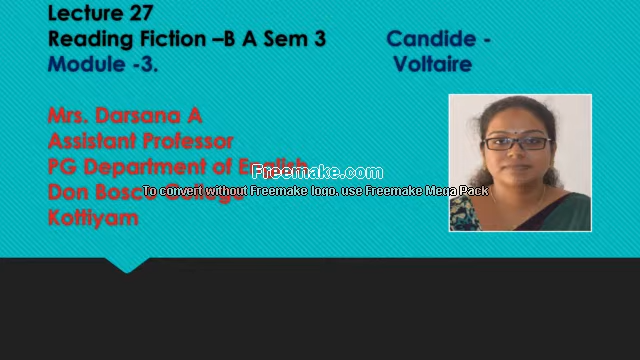 Lecture 27
Reading Fiction –B A Sem 3 Candide -
Module -3. Voltaire
Mrs. Darsana A
Assistant Professor
PG Department of English
Freemake.com
Don Bosco College
To convert without Freemake logo, use Freemake Mega Pack
Kottiyam